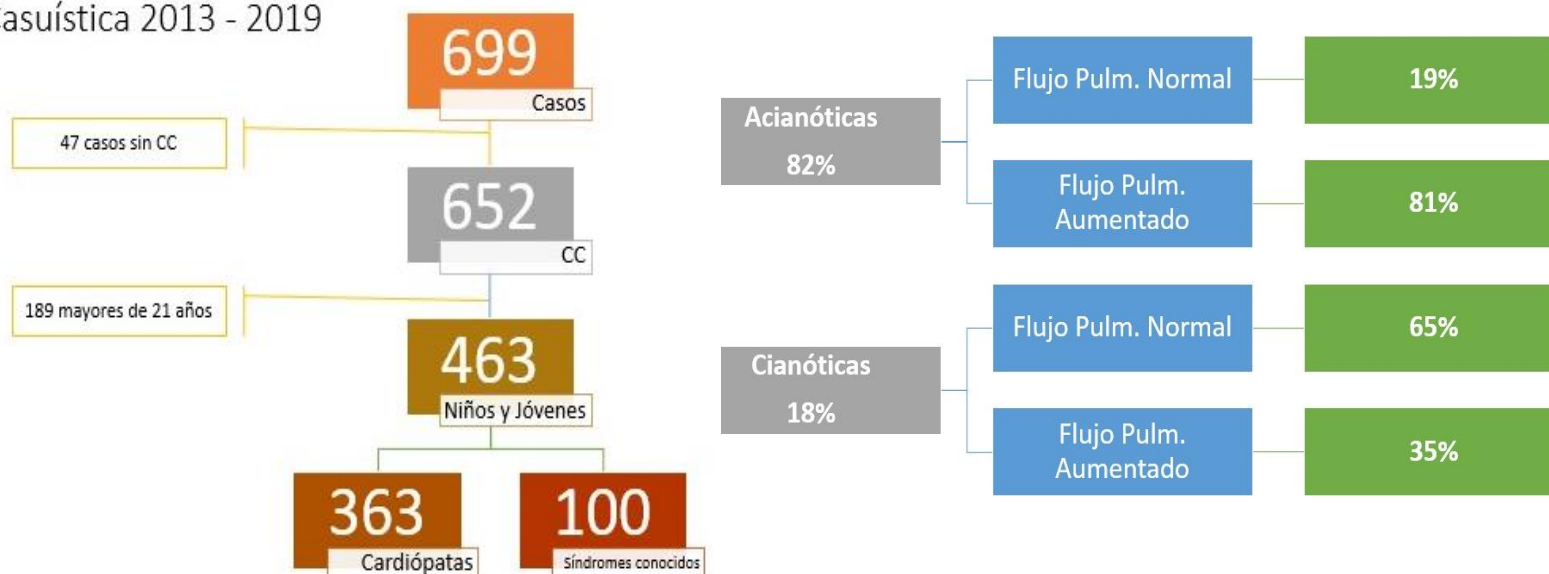 Casuística 2013 - 2019
699
Casos
47 casos sin CC
652
CC
189 mayores de 21 años
463
Niños y Jóvenes
363
Cardiópatas
100
Síndromes conocidos
Acianóticas
82%
Flujo Pulm. Normal
19%
Flujo Pulm.
Aumentado
81%
Cianóticas
18%
Flujo Pulm. Normal
65%
Flujo Pulm.
Aumentado
35%